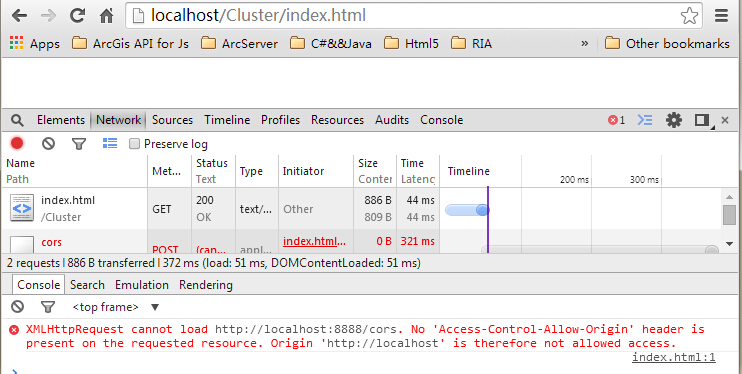 localhost/Cluster/index.html
Apps ArcGis API for Js ArcServer C#&&Java Html5 RIA » Other bookmarks
Elements Network Sources Timeline Profiles Resources Audits Console 1
Preserve log
Name Met... Status Type Initiator Size Time Timeline
Path Text Conter Latency 200 ms 300 ms
index.html GET 200 text/... Other 886 B 44 ms
/Cluster OK 809 B 44 ms
cors POST (can... appl... index.html... 0 B 321 ms
2 requests | 886 B transferred | 372 ms (load: 51 ms, DOMContentLoaded: 51 ms)
Console Search Emulation Rendering
<top frame> ▼
XMLHttpRequest cannot load http://localhost:8888/cors. No 'Access-Control-Allow-Origin' header is
present on the requested resource. Origin 'http://localhost' is therefore not allowed access.
index.html:1